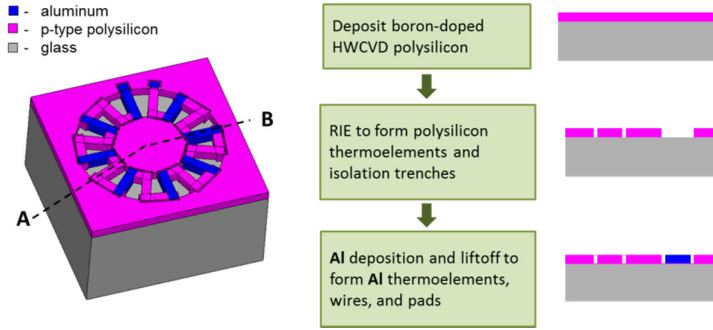 - aluminum
- p-type polysilicon
- glass
A
B
Deposit boron-doped
HWCVD polysilicon
RIE to form polysilicon
thermoelements and
isolation trenches
Al deposition and liftoff to
form Al thermoelements,
wires, and pads